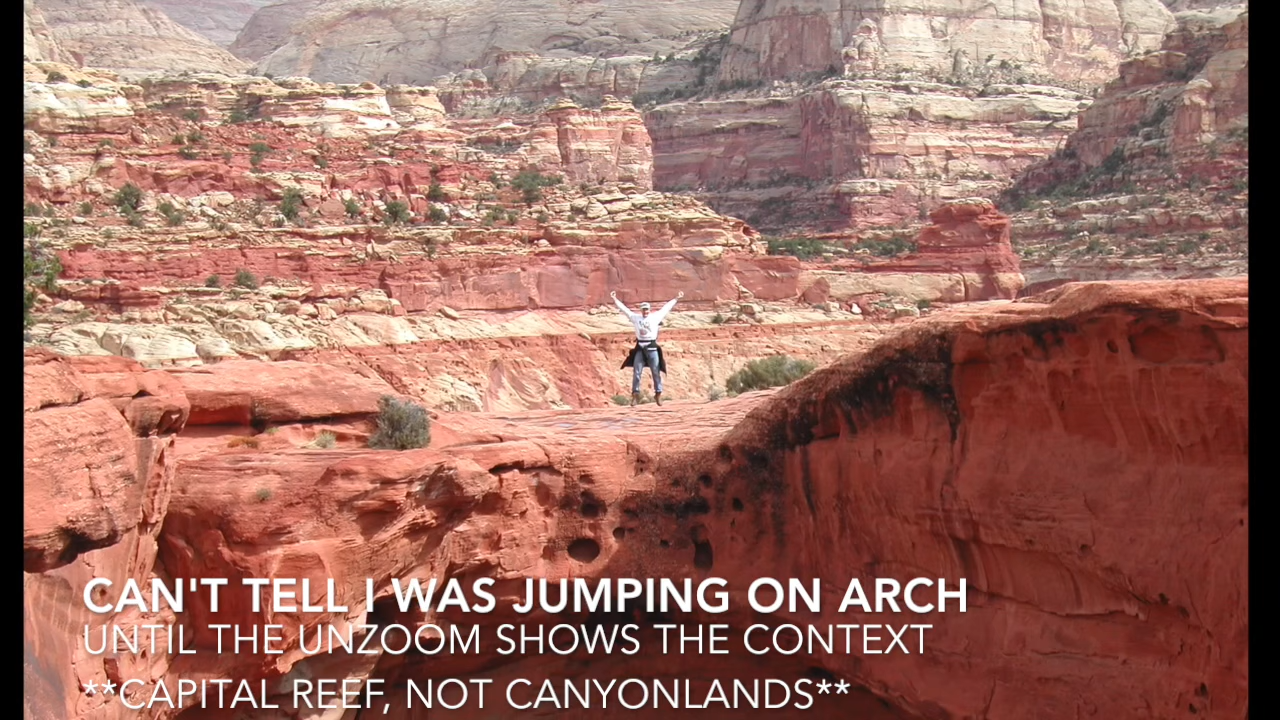 CAN'T TELL I WAS JUMPING ON ARCH
UNTIL THE UNZOOM SHOWS THE CONTEXT
**CAPITAL REEF, NOT CANYONLANDS**